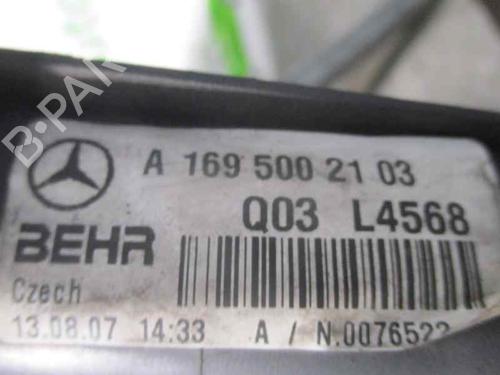 B-PAR
A 169 500 21 03
Q03 L4568
BEHR
Czech
13.08.07 14:33 A / N.0076522